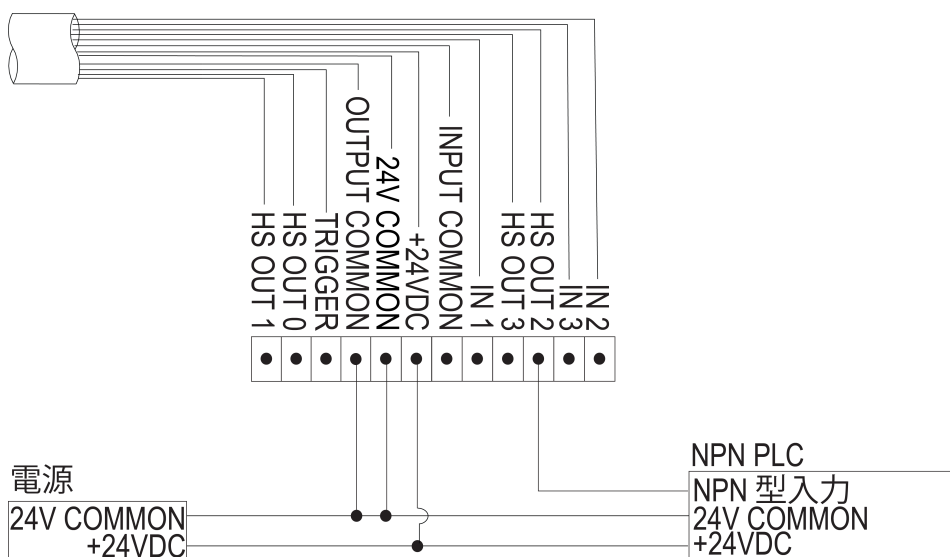 HS OUT 1
HS OUT 0
TRIGGER
OUTPUT COMMON
24V COMMON
+24VDC
INPUT COMMON
IN 1
HS OUT 3
HS OUT 2
IN 3
IN 2
電源
24V COMMON
+24VDC
NPN PLC
NPN 型入力
24V COMMON
+24VDC